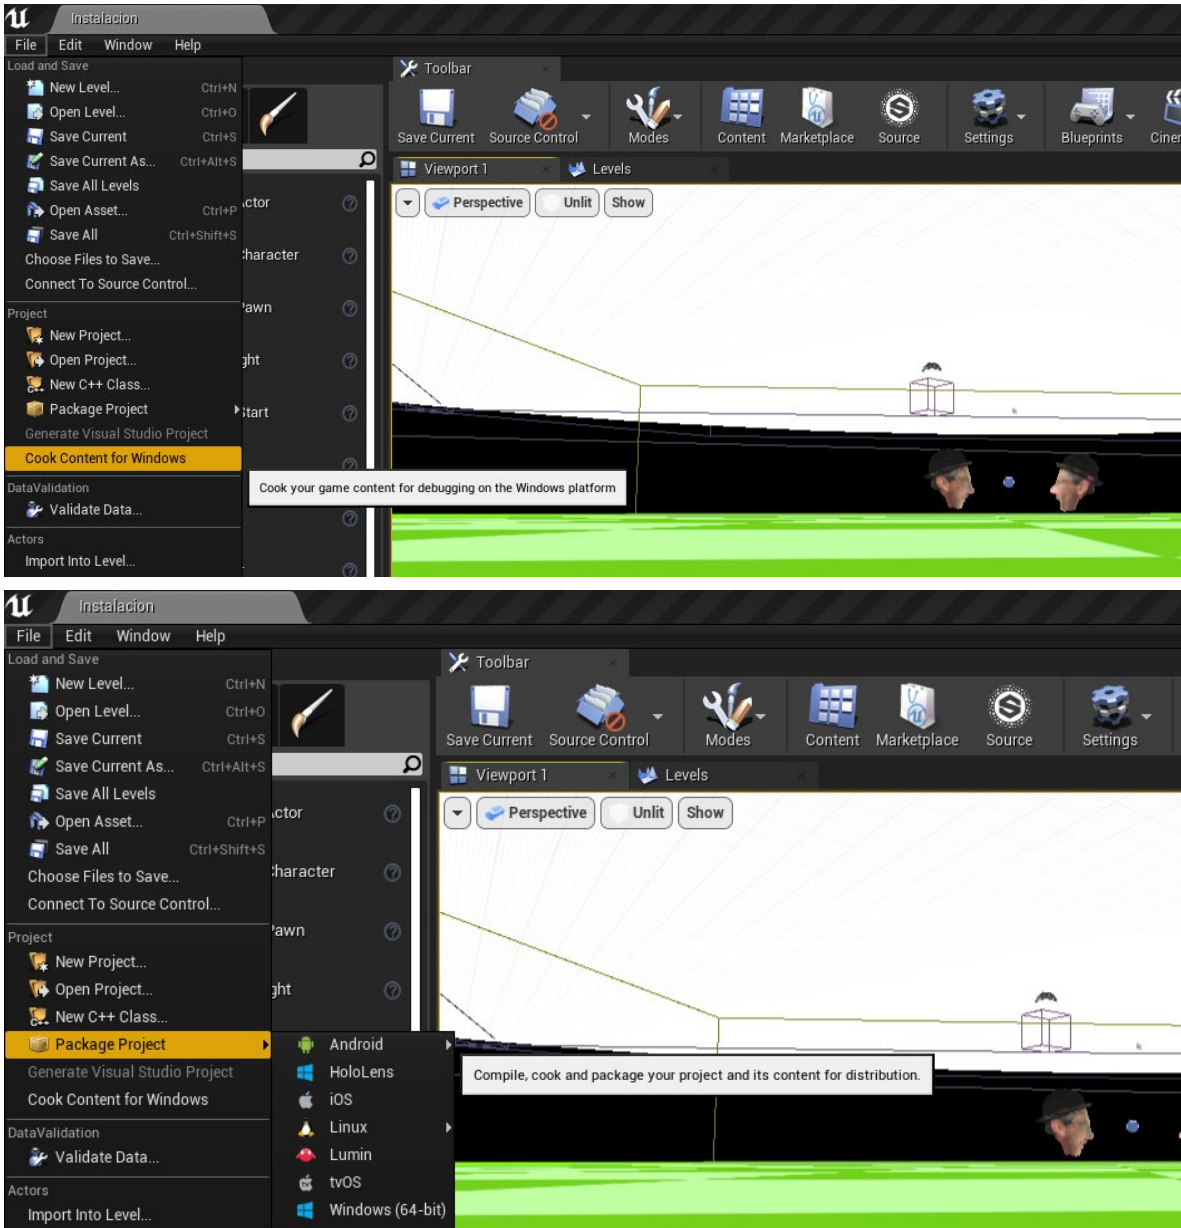 Instalacion
File Edit Window Help
Load and Save
New Level... Ctrl+N
Open Level... Ctrl+O
Save Current Ctrl+S
Save Current As... Ctrl+Alt+S
Save All Levels
Open Asset... Ctrl+P
Save All Ctrl+Shift+S
Choose Files to Save...
Connect To Source Control...
Project
New Project...
Open Project...
New C++ Class...
Package Project
Generate Visual Studio Project
Cook Content for Windows
DataValidation
Validate Data...
Actors
Import Into Level...
ctor
haracter
Pawn
ght
Start
Cook your game content for debugging on the Windows platform
Toolbar
Save Current Source Control Modes Content Marketplace Source Settings Blueprints Ciner
Viewport 1 Levels
Perspective Unlit Show
Instalacion
File Edit Window Help
Load and Save
New Level... Ctrl+N
Open Level... Ctrl+O
Save Current Ctrl+S
Save Current As... Ctrl+Alt+S
Save All Levels
Open Asset... Ctrl+P
Save All Ctrl+Shift+S
Choose Files to Save...
Connect To Source Control...
Project
New Project...
Open Project...
New C++ Class...
Package Project
Generate Visual Studio Project
Cook Content for Windows
DataValidation
Validate Data...
Actors
Import Into Level...
ctor
haracter
Pawn
ght
Android
HoloLens
iOS
Linux
Lumin
tvOS
Windows (64-bit)
Compile, cook and package your project and its content for distribution.
Toolbar
Save Current Source Control Modes Content Marketplace Source Settings
Viewport 1 Levels
Perspective Unlit Show